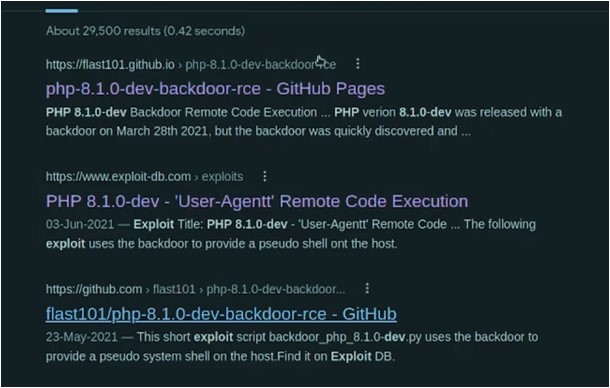 About 29,500 results (0.42 seconds)
https://flast101.github.io › php-8.1.0-dev-backdoor-rce
php-8.1.0-dev-backdoor-rce - GitHub Pages
PHP 8.1.0-dev Backdoor Remote Code Execution ... PHP verion 8.1.0-dev was released with a
backdoor on March 28th 2021, but the backdoor was quickly discovered and ...
https://www.exploit-db.com › exploits
PHP 8.1.0-dev - 'User-Agentt' Remote Code Execution
03-Jun-2021 — Exploit Title: PHP 8.1.0-dev - 'User-Agentt' Remote Code ... The following
exploit uses the backdoor to provide a pseudo shell ont the host.
https://github.com › flast101 › php-8.1.0-dev-backdoor...
flast101/php-8.1.0-dev-backdoor-rce - GitHub
23-May-2021 — This short exploit script backdoor_php_8.1.0-dev.py uses the backdoor to
provide a pseudo system shell on the host.Find it on Exploit DB.